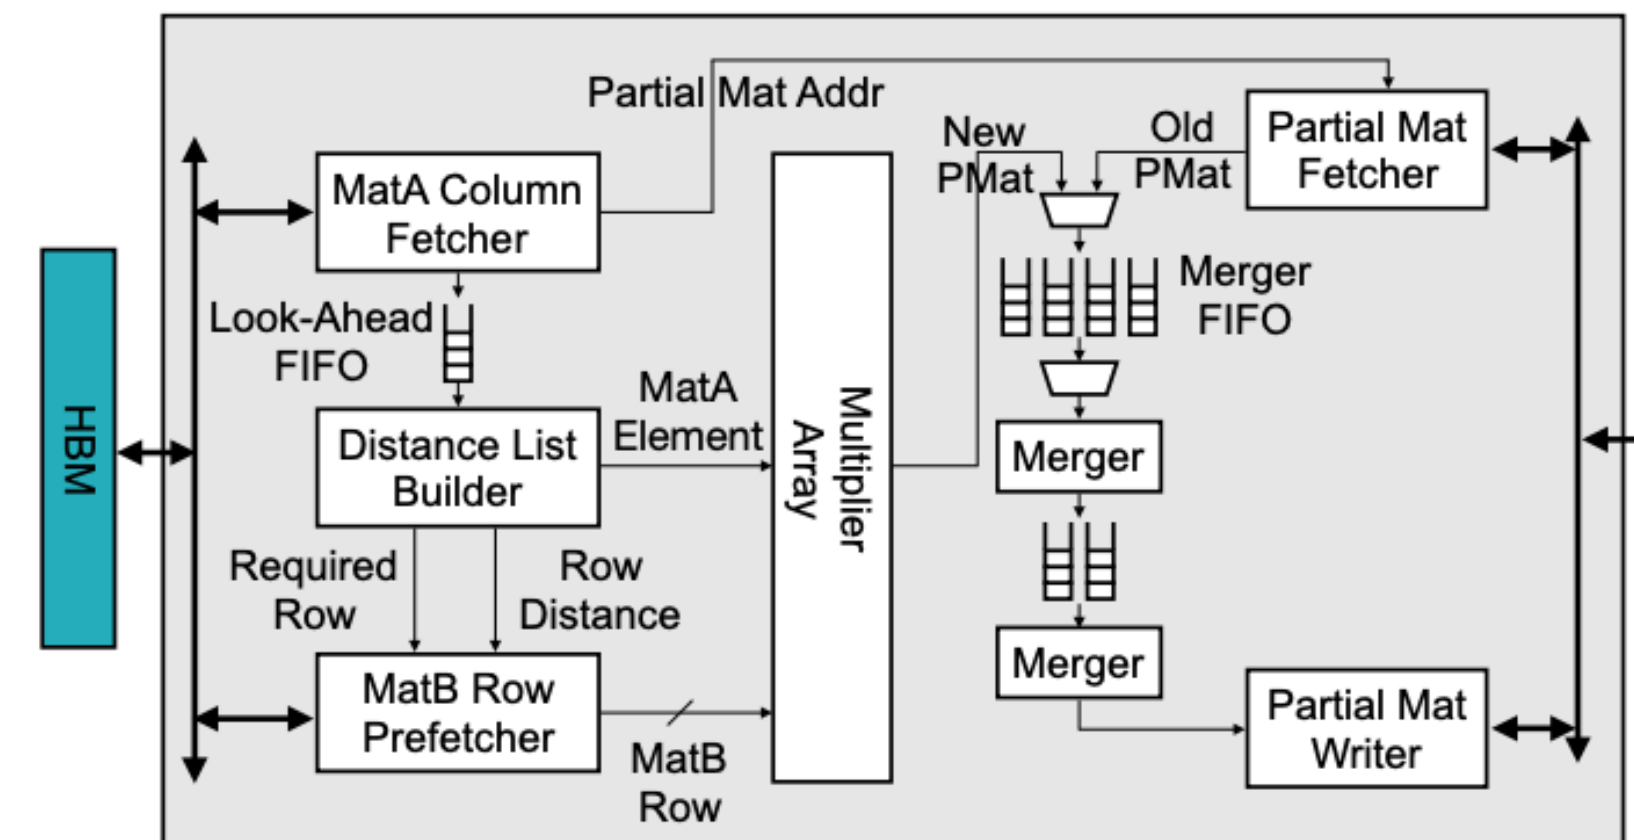 Partial Mat Addr
New
PMat
Old
PMat
Partial Mat
Fetcher
MatA Column
Fetcher
Look-Ahead
FIFO
Merger
FIFO
HBM
Distance List
Builder
MatA
Element
Multiplier
Array
Merger
Required
Row
Row
Distance
Merger
MatB Row
Prefetcher
MatB
Row
Partial Mat
Writer